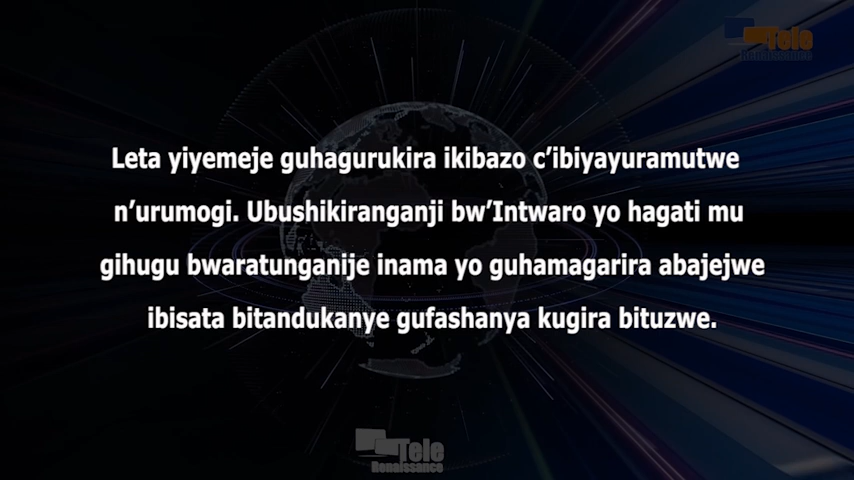 Tele
Renaissance
Leta yiyemeje guhagurukira ikibazo c’ibiyayuramutwe
n’urumogi. Ubushikiranganji bw’Intwaro yo hagati mu
gihugu bwaratunganije inama yo guhamagarira abajejwe
ibisata bitandukanye gufashanya kugira bituzwe.
Tele
Renaissance